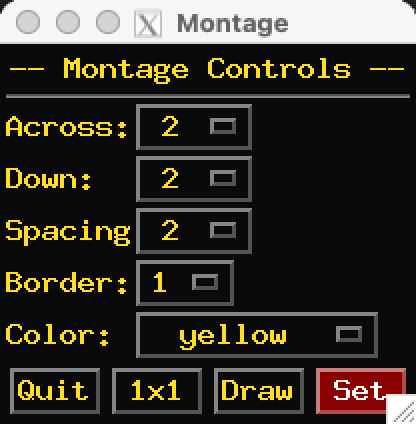 Montage
-- Montage Controls --
Across: 2
Down: 2
Spacing 2
Border: 1
Color: yellow
Quit 1x1 Draw Set